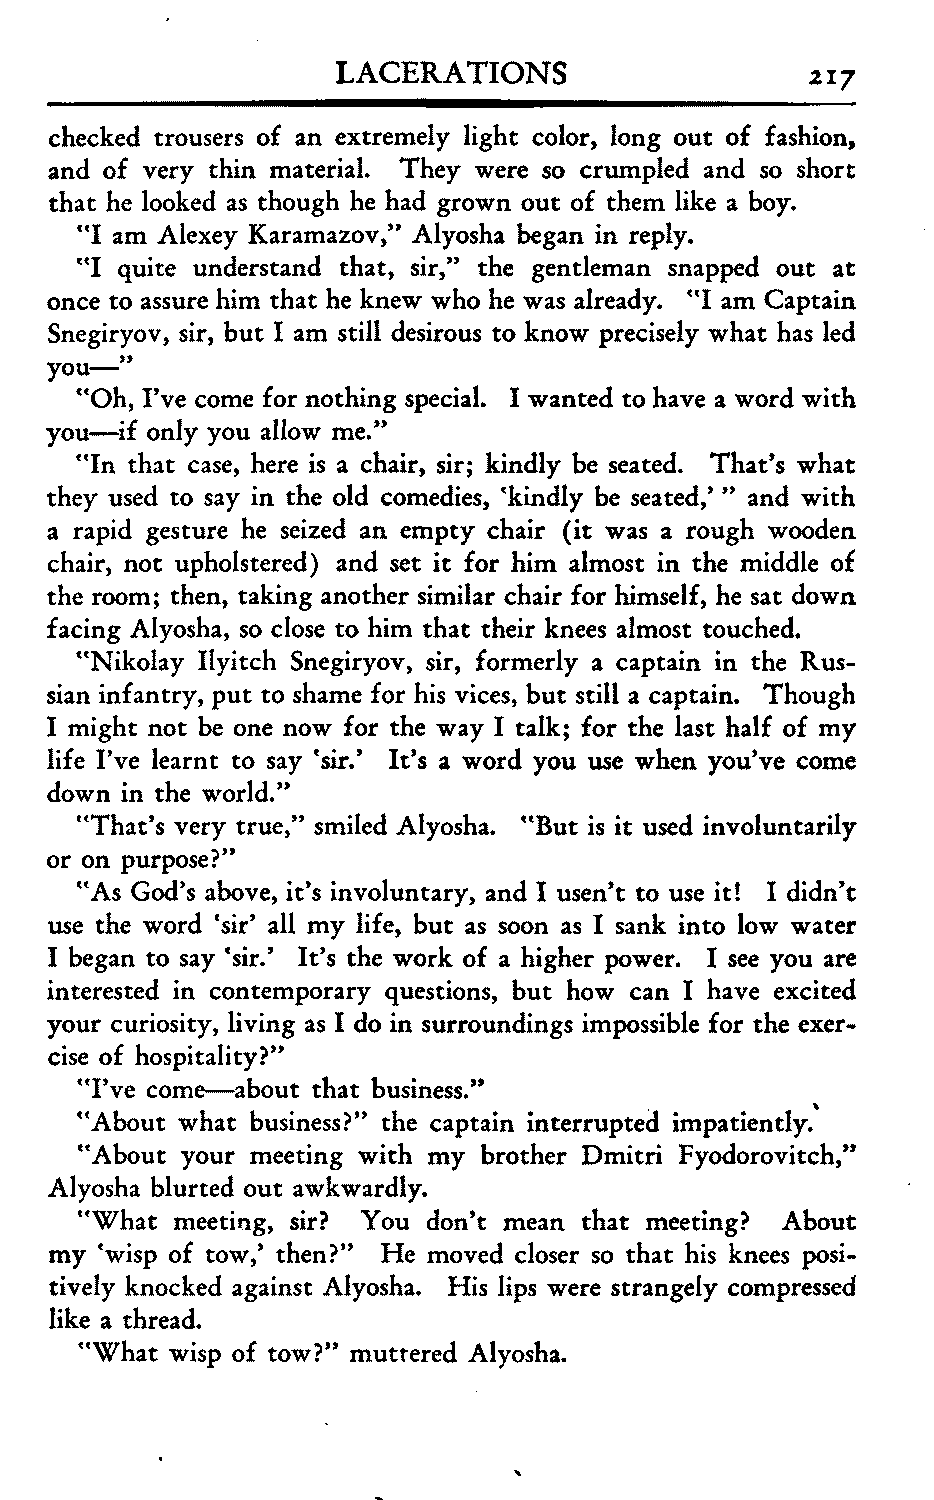 LACERATIONS 217
checked trousers of an extremely light color, long out of fashion,
and of very thin material. They were so crumpled and so short
that he looked as though he had grown out of them like a boy.
"I am Alexey Karamazov," Alyosha began in reply.
"I quite understand that, sir," the gentleman snapped out at
once to assure him that he knew who he was already. "I am Captain
Snegiryov, sir, but I am still desirous to know precisely what has led
you—"
"Oh, I've come for nothing special. I wanted to have a word with
you—if only you allow me."
"In that case, here is a chair, sir; kindly be seated. That's what
they used to say in the old comedies, 'kindly be seated,' " and with
a rapid gesture he seized an empty chair (it was a rough wooden
chair, not upholstered) and set it for him almost in the middle of
the room; then, taking another similar chair for himself, he sat down
facing Alyosha, so close to him that their knees almost touched.
"Nikolay Ilyitch Snegiryov, sir, formerly a captain in the Rus-
sian infantry, put to shame for his vices, but still a captain. Though
I might not be one now for the way I talk; for the last half of my
life I've learnt to say 'sir.' It's a word you use when you've come
down in the world."
"That's very true," smiled Alyosha. "But is it used involuntarily
or on purpose?"
"As God's above, it's involuntary, and I usen't to use it! I didn't
use the word 'sir' all my life, but as soon as I sank into low water
I began to say 'sir.' It's the work of a higher power. I see you are
interested in contemporary questions, but how can I have excited
your curiosity, living as I do in surroundings impossible for the exer-
cise of hospitality?"
"I've come—about that business."
"About what business?" the captain interrupted impatiently.
"About your meeting with my brother Dmitri Fyodorovitch,"
Alyosha blurted out awkwardly.
"What meeting, sir? You don't mean that meeting? About
my 'wisp of tow,' then?" He moved closer so that his knees posi-
tively knocked against Alyosha. His lips were strangely compressed
like a thread.
"What wisp of tow?" muttered Alyosha.